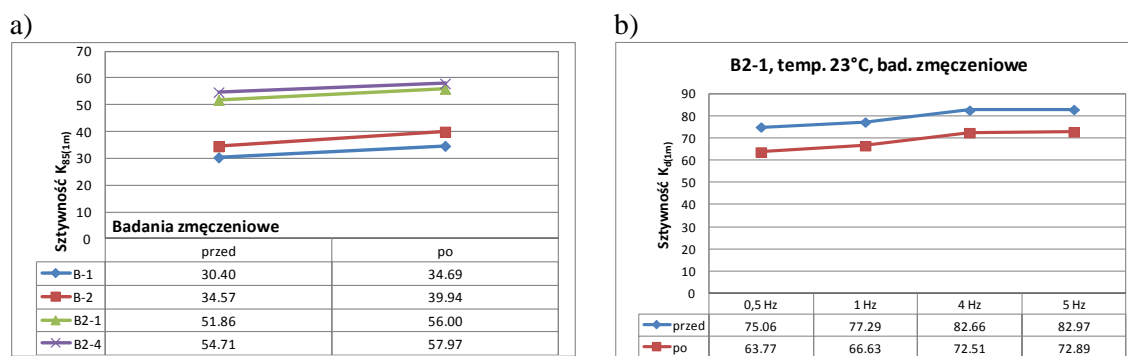 a)
70
60
50
40
30
20
10
0
Sztywność K85(1m)
Badania zmęczeniowe
przed po
B-1 30.40 34.69
B-2 34.57 39.94
B2-1 51.86 56.00
B2-4 54.71 57.97
b)
B2-1, temp. 23°C, bad. zmęczeniowe
90
80
70
60
50
40
30
20
10
0
Sztywność Kd(1m)
0,5 Hz 1 Hz 4 Hz 5 Hz
przed 75.06 77.29 82.66 82.97
po 63.77 66.63 72.51 72.89